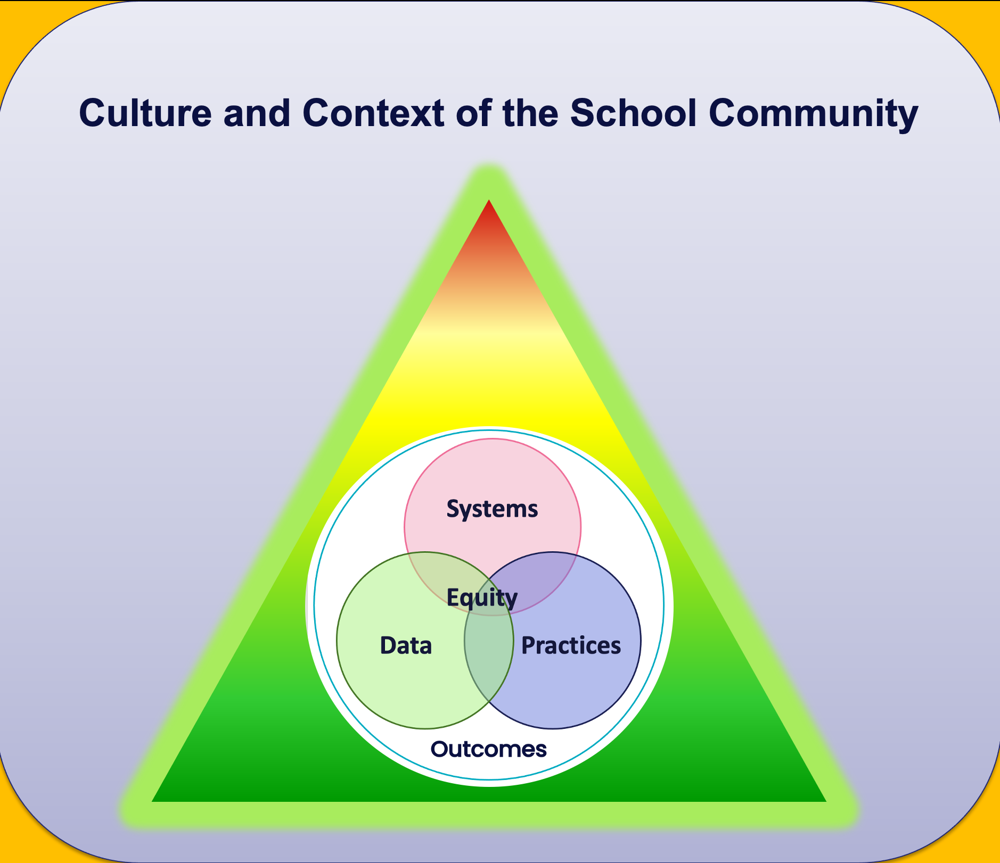 Culture and Context of the School Community
Systems
Equity
Data
Practices
Outcomes